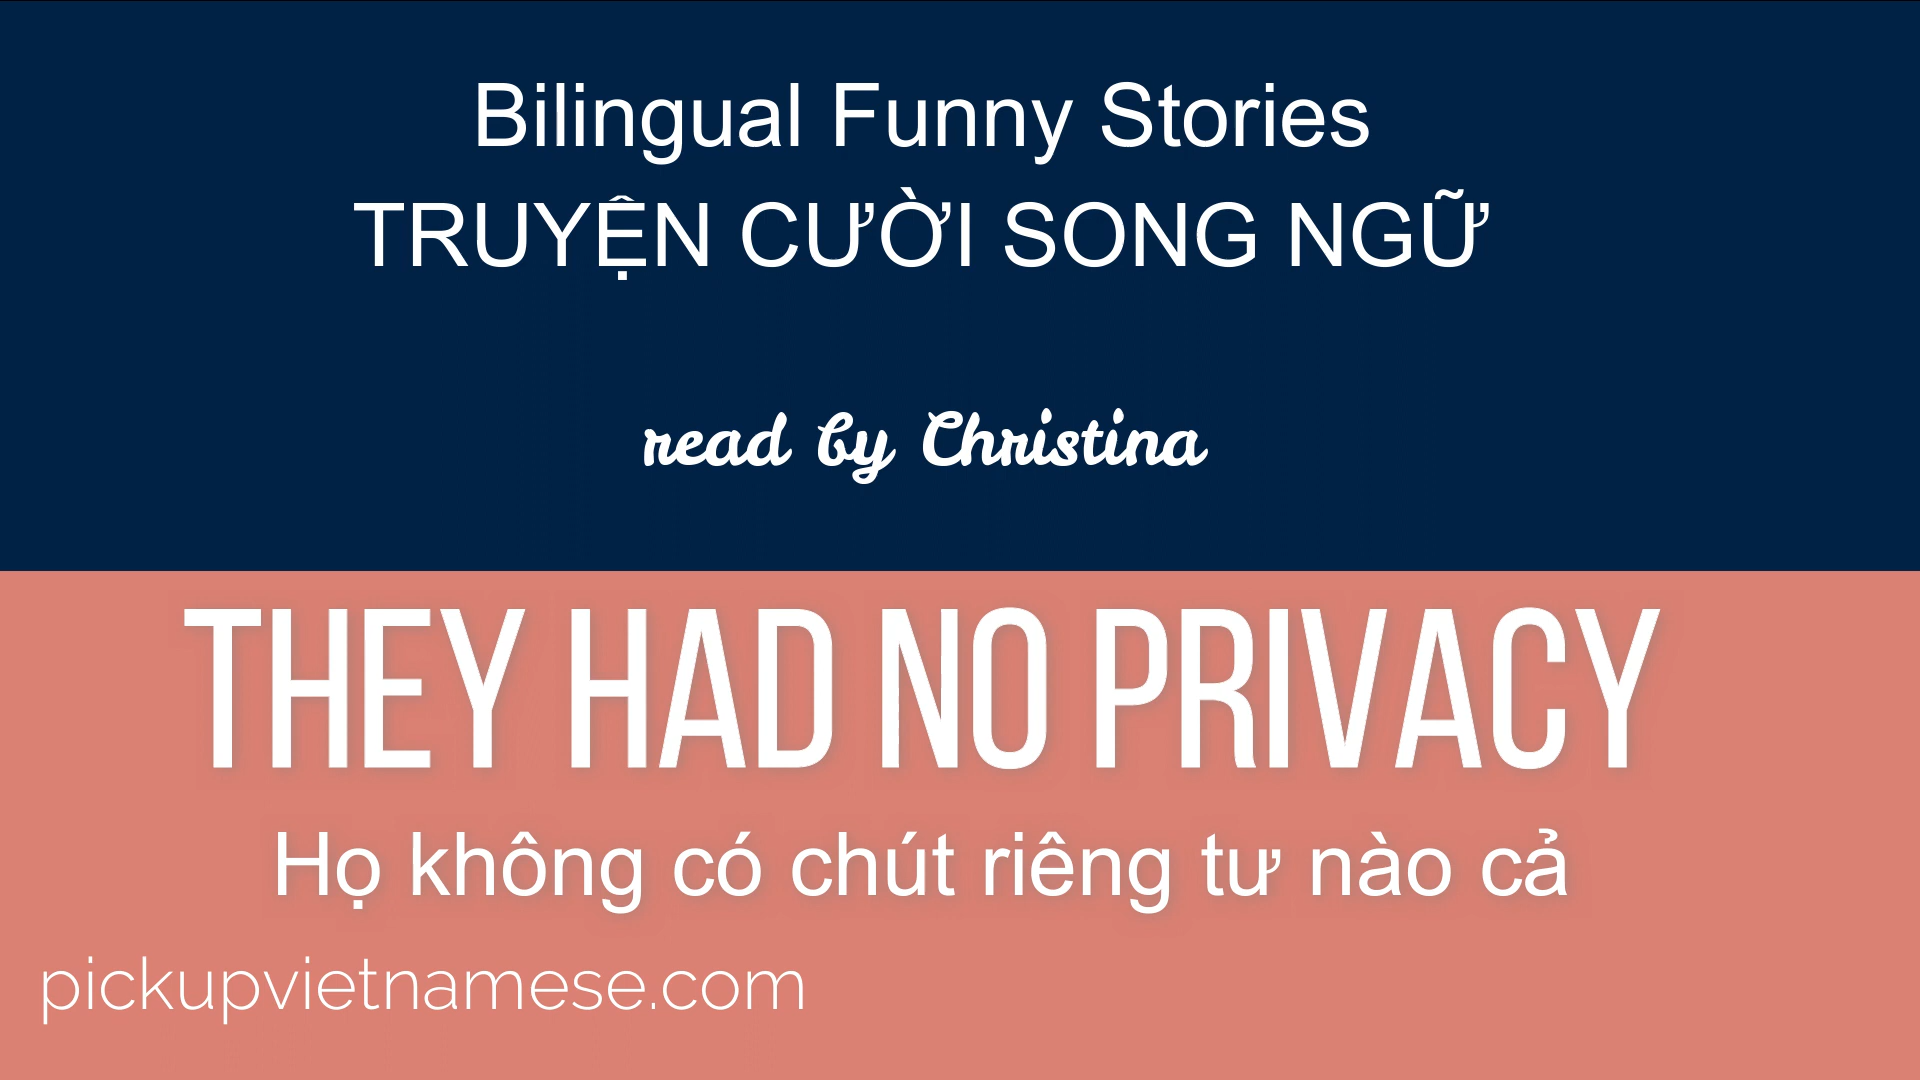 Bilingual Funny Stories
TRUYỆN CƯỜI SONG NGỮ
read by Christina
THEY HAD NO PRIVACY
Họ không có chút riêng tư nào cả
pickupvietnamese.com